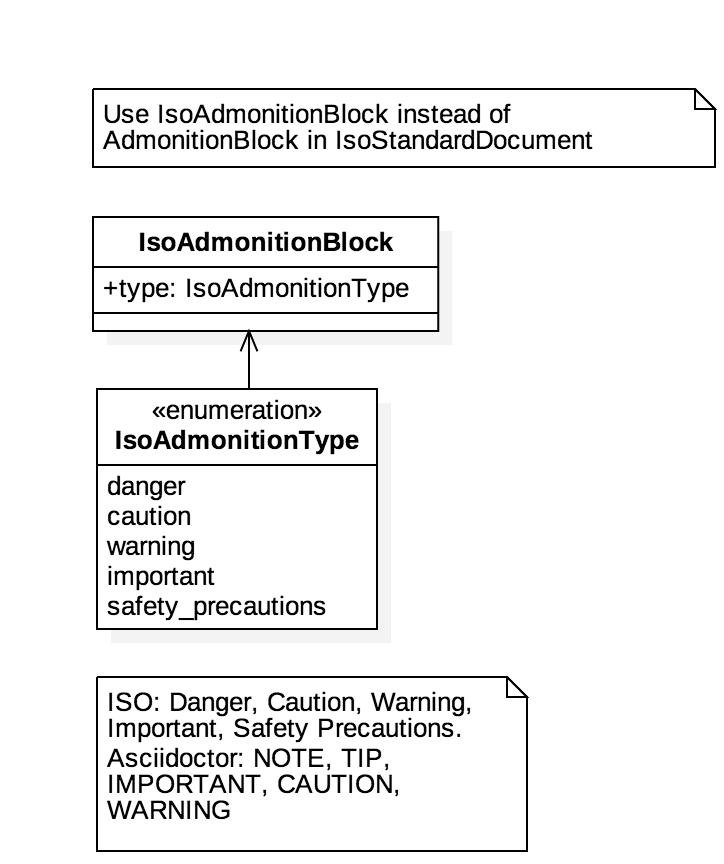 Use IsoAdmonitionBlock instead of
AdmonitionBlock in IsoStandardDocument
IsoAdmonitionBlock
+type: IsoAdmonitionType
«enumeration»
IsoAdmonitionType
danger
caution
warning
important
safety_precautions
ISO: Danger, Caution, Warning,
Important, Safety Precautions.
Asciidoctor: NOTE, TIP,
IMPORTANT, CAUTION,
WARNING